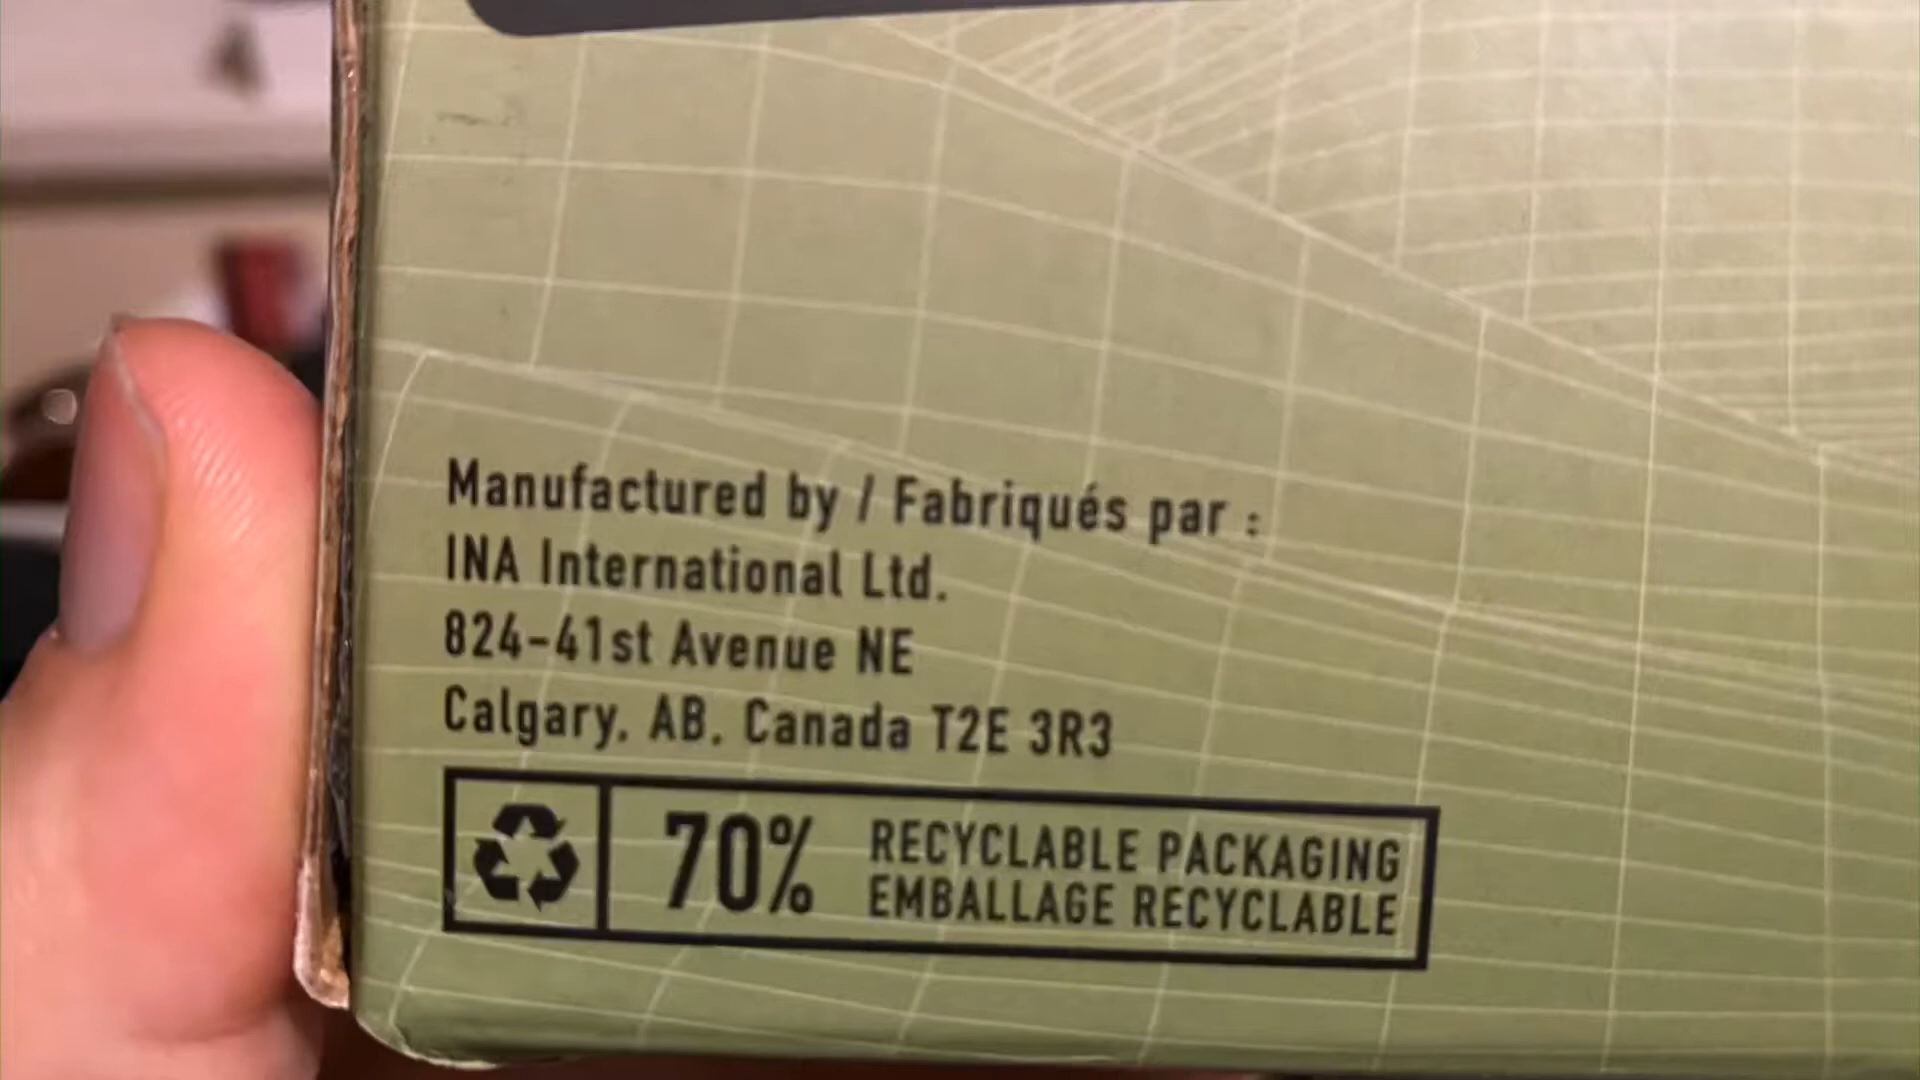 Manufactured by / Fabriqués par :
INA International Ltd.
824-41st Avenue NE
Calgary, AB, Canada T2E 3R3
70% RECYCLABLE PACKAGING
EMBALLAGE RECYCLABLE